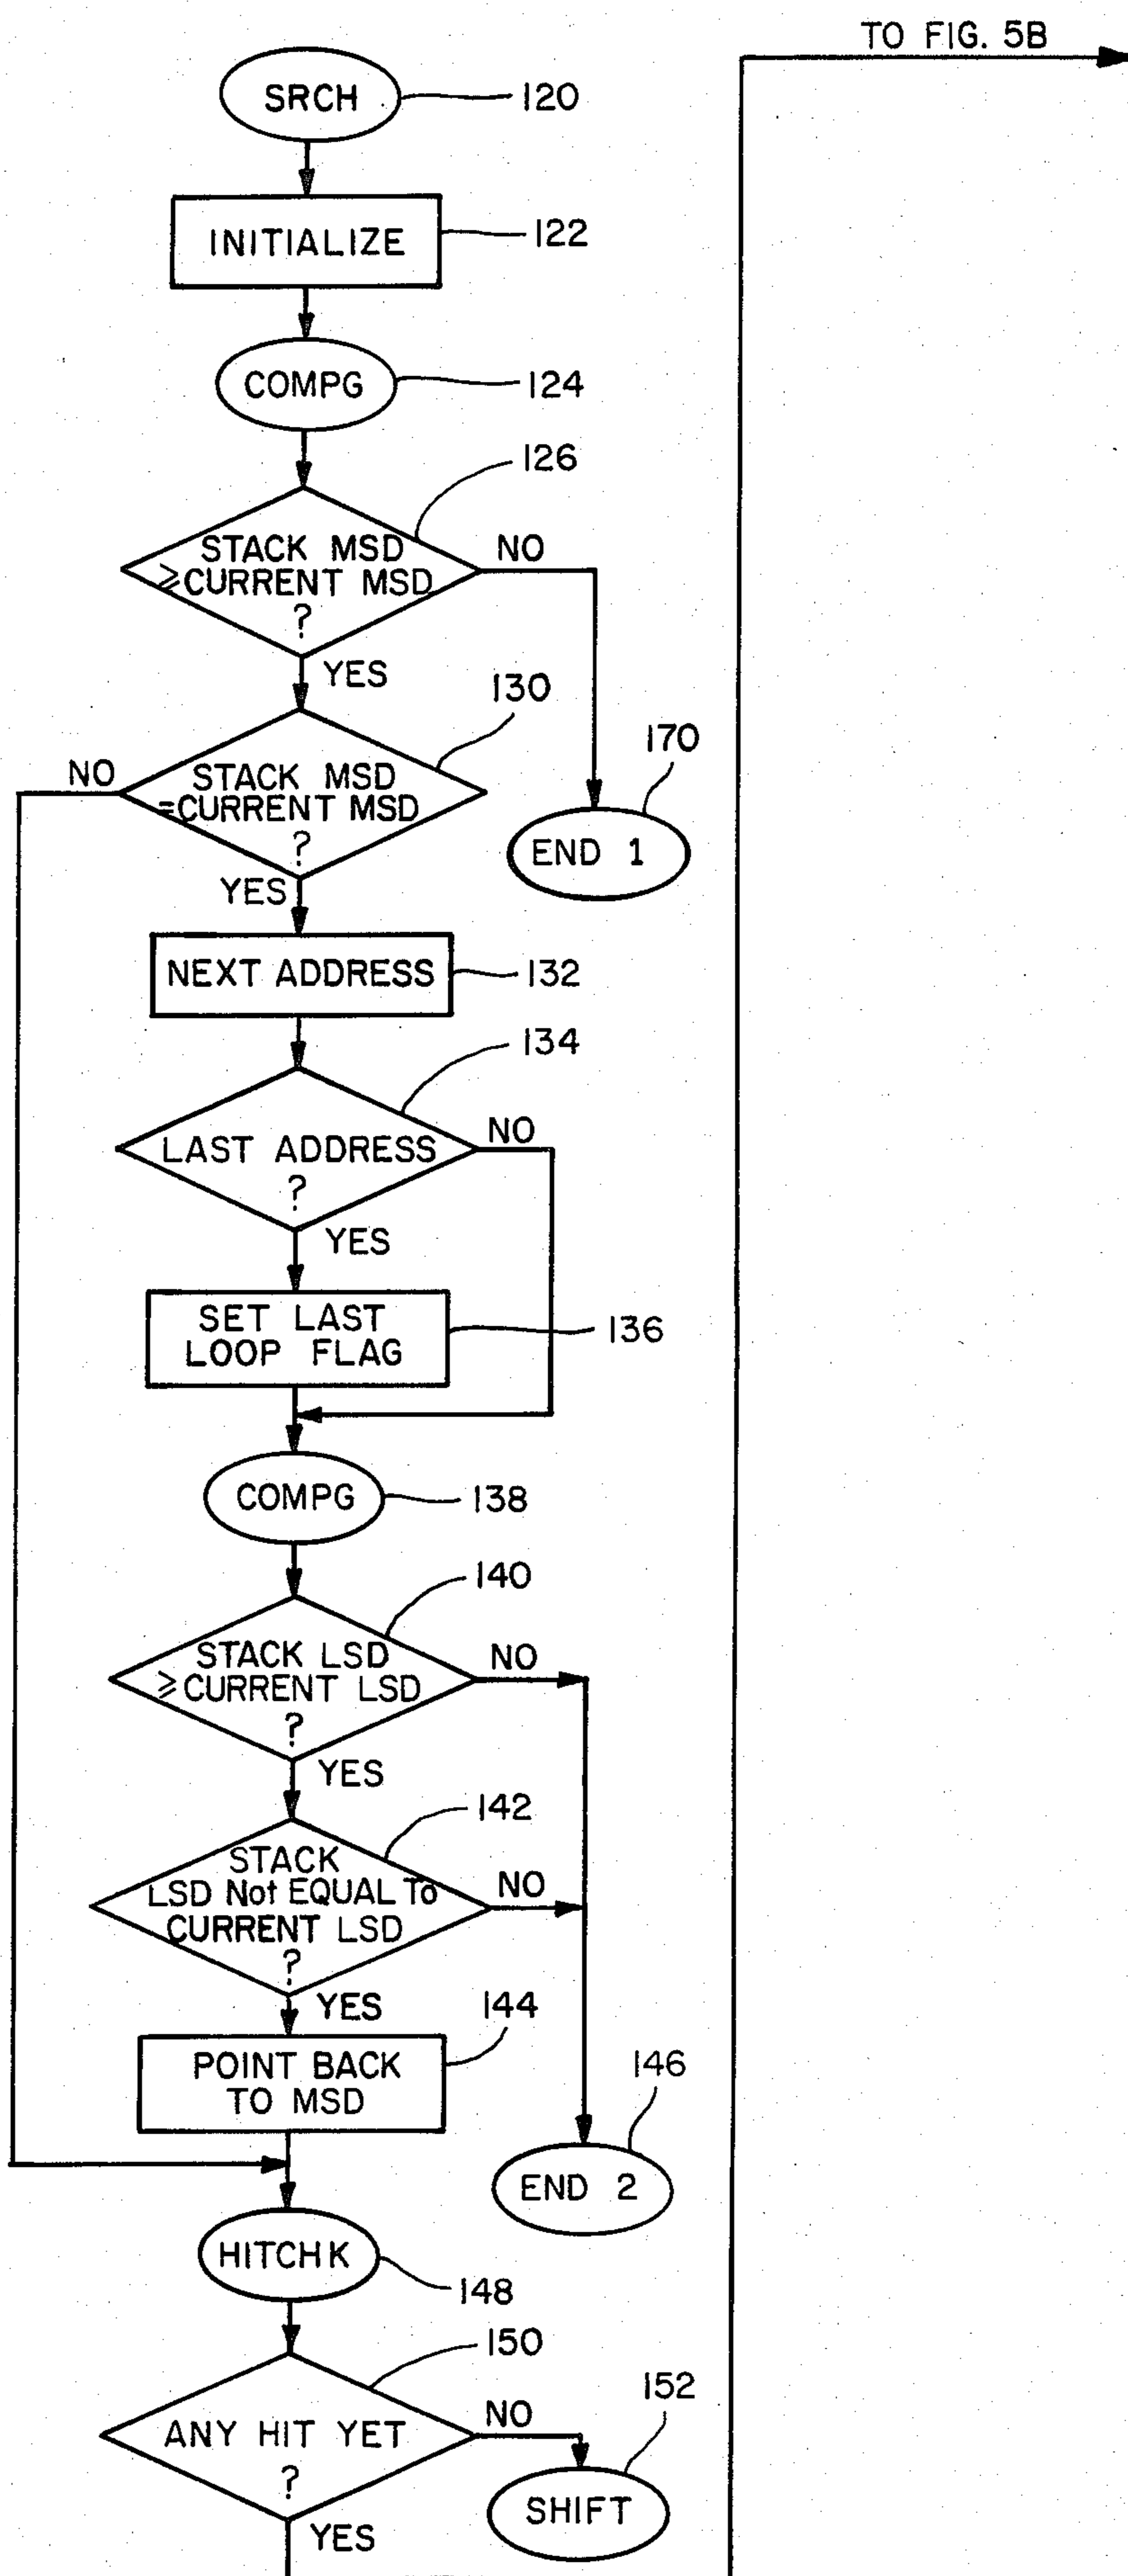 TO FIG. 5B
SRCH
120
INITIALIZE
122
COMPG
124
126
STACK MSD
≥CURRENT MSD
?
NO
YES
130
170
NO
STACK MSD
=CURRENT MSD
?
END 1
YES
NEXT ADDRESS
132
134
LAST ADDRESS
?
NO
YES
SET LAST
LOOP FLAG
136
COMPG
138
140
STACK LSD
≥CURRENT LSD
?
NO
YES
142
STACK
LSD Not EQUAL To
CURRENT LSD
?
NO
YES
144
POINT BACK
TO MSD
146
END 2
HITCHK
148
150
152
ANY HIT YET
?
NO
SHIFT
YES